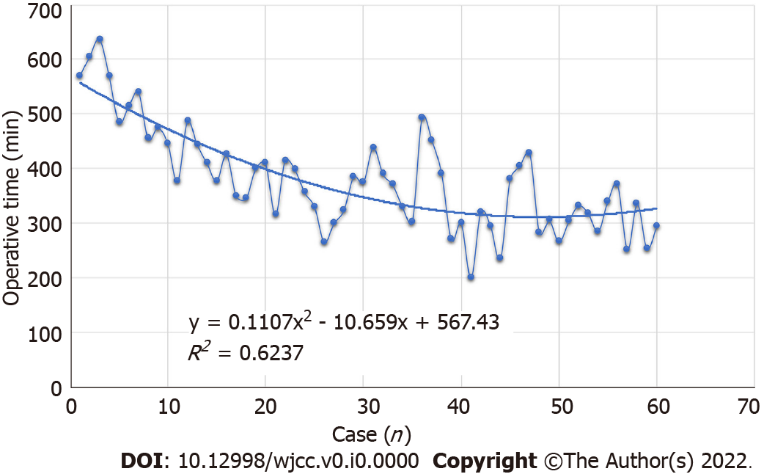 700
600
500
400
300
200
100
0
Operative time (min)
y = 0.1107x² - 10.659x + 567.43
R² = 0.6237
0 10 20 30 40 50 60 70
Case (n)
DOI: 10.12998/wjcc.v0.i0.0000 Copyright ©The Author(s) 2022.